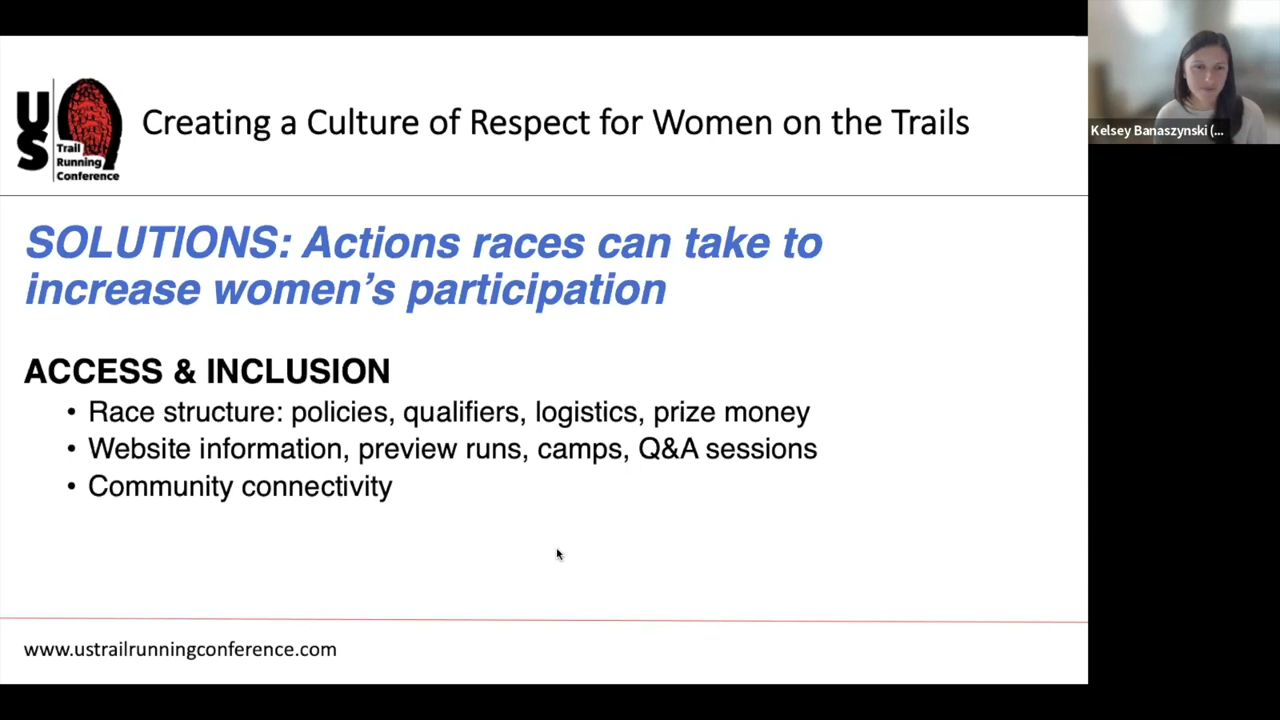 US
Trail
Running
Conference
Creating a Culture of Respect for Women on the Trails
SOLUTIONS: Actions races can take to
increase women’s participation
ACCESS & INCLUSION
• Race structure: policies, qualifiers, logistics, prize money
• Website information, preview runs, camps, Q&A sessions
• Community connectivity
www.ustrailrunningconference.com
Kelsey Banaszynski (...